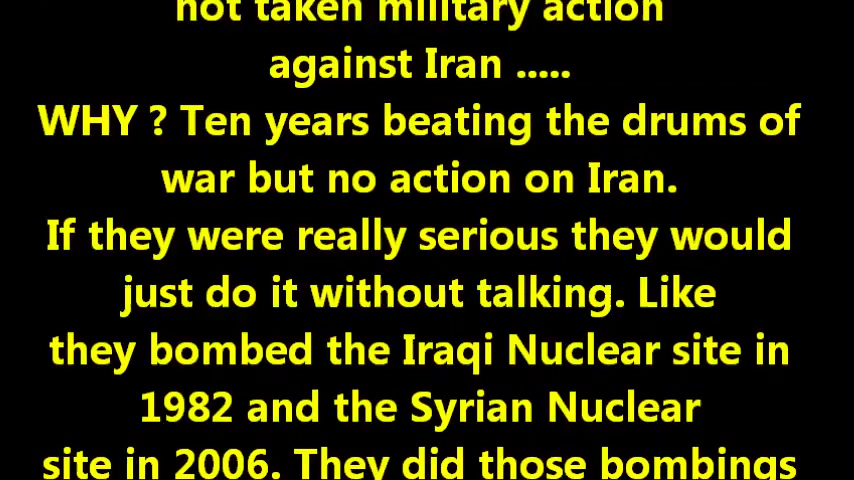 not taken military action
against Iran .....
WHY ? Ten years beating the drums of
war but no action on Iran.
If they were really serious they would
just do it without talking. Like
they bombed the Iraqi Nuclear site in
1982 and the Syrian Nuclear
site in 2006. They did those bombings